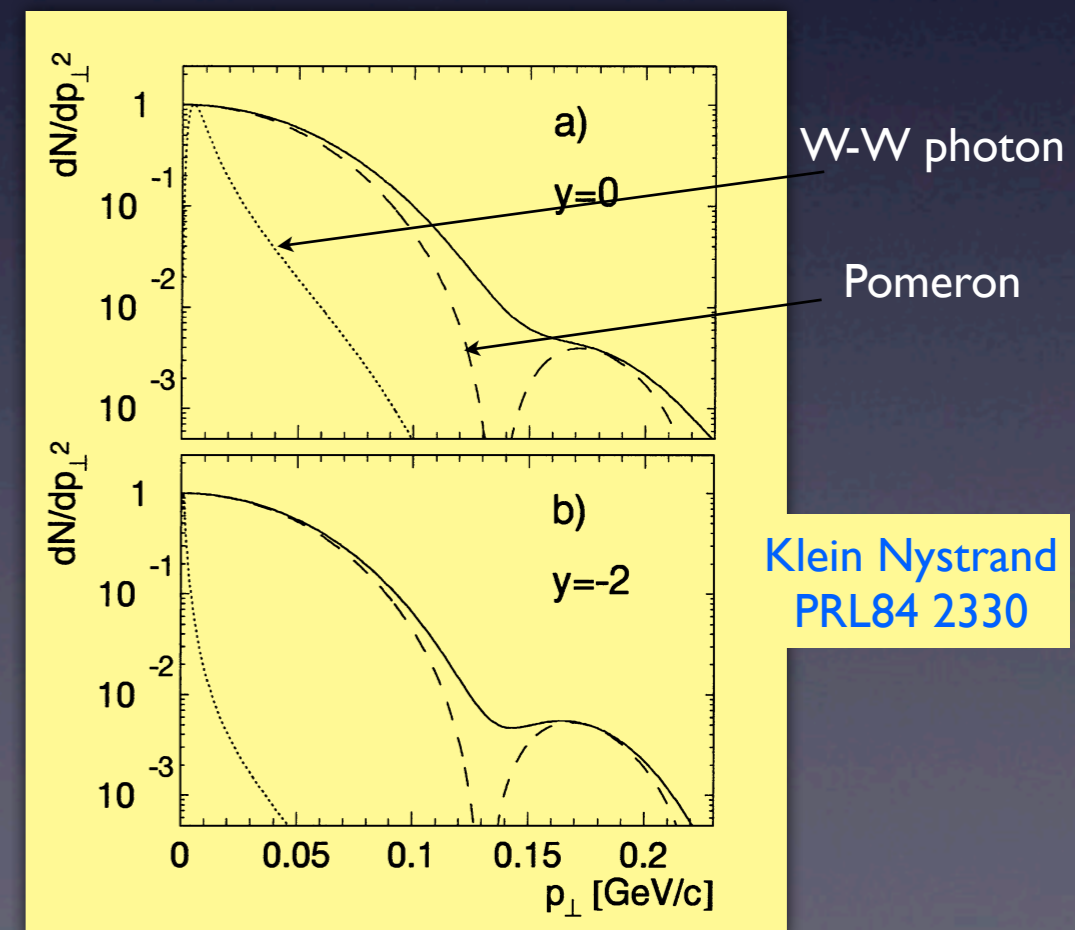 dN/dp⊥²
1
10⁻¹
10⁻²
10⁻³
a)
y=0
W-W photon
Pomeron
dN/dp⊥²
1
10⁻¹
10⁻²
10⁻³
b)
y=-2
Klein Nystrand
PRL84 2330
0 0.05 0.1 0.15 0.2
p⊥ [GeV/c]